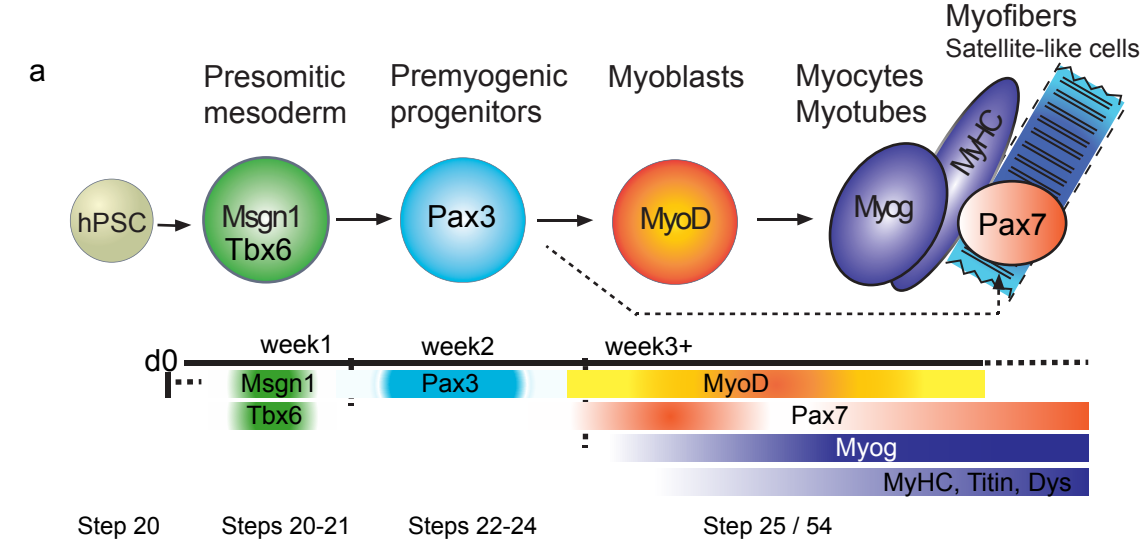 a
Presomitic
mesoderm
Premyogenic
progenitors
Myoblasts
Myocytes
Myotubes
Myofibers
Satellite-like cells
hPSC
Msgn1
Tbx6
Pax3
MyoD
Myog
MyHC
Pax7
d0
week1
week2
week3+
Msgn1
Pax3
MyoD
Tbx6
Pax7
Myog
MyHC, Titin, Dys
Step 20
Steps 20-21
Steps 22-24
Step 25 / 54